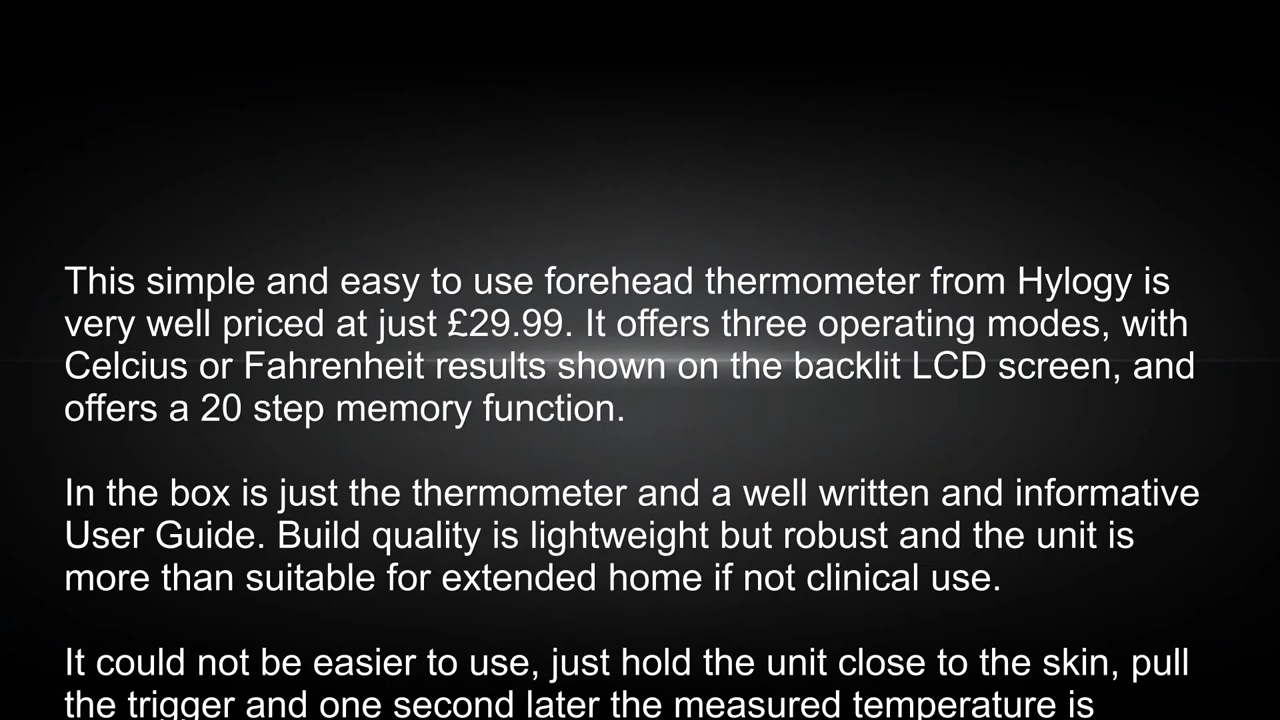 This simple and easy to use forehead thermometer from Hylogy is
very well priced at just £29.99. It offers three operating modes, with
Celcius or Fahrenheit results shown on the backlit LCD screen, and
offers a 20 step memory function.
In the box is just the thermometer and a well written and informative
User Guide. Build quality is lightweight but robust and the unit is
more than suitable for extended home if not clinical use.
It could not be easier to use, just hold the unit close to the skin, pull
the trigger and one second later the measured temperature is